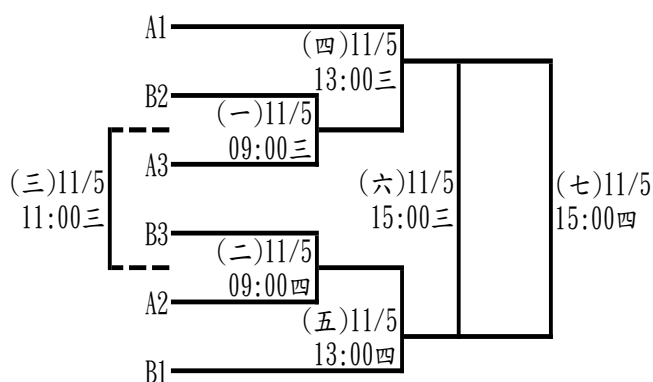 A1
(四)11/5
13:00三
B2
(一)11/5
09:00三
A3
(三)11/5
11:00三
(六)11/5
15:00三
(七)11/5
15:00四
B3
(二)11/5
09:00四
A2
(五)11/5
13:00四
B1